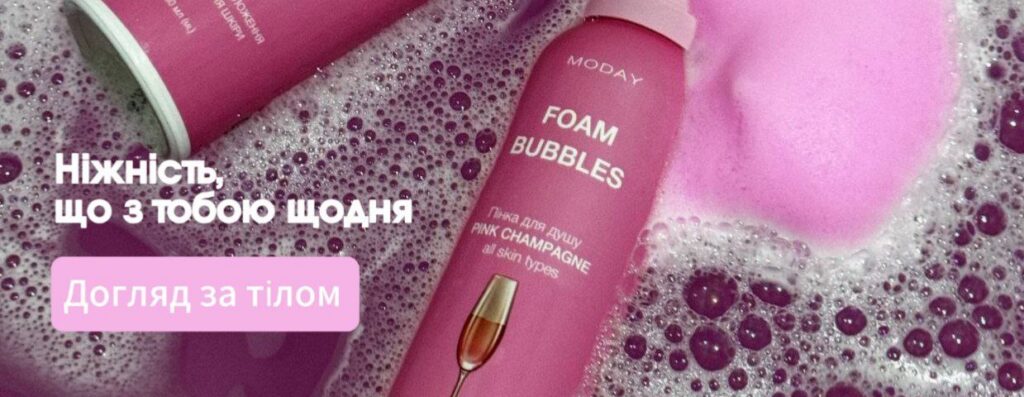 MODAY
FOAM
BUBBLES
Пінка для душу
PINK CHAMPAGNE
all skin types
Ніжність,
що з тобою щодня
Догляд за тілом